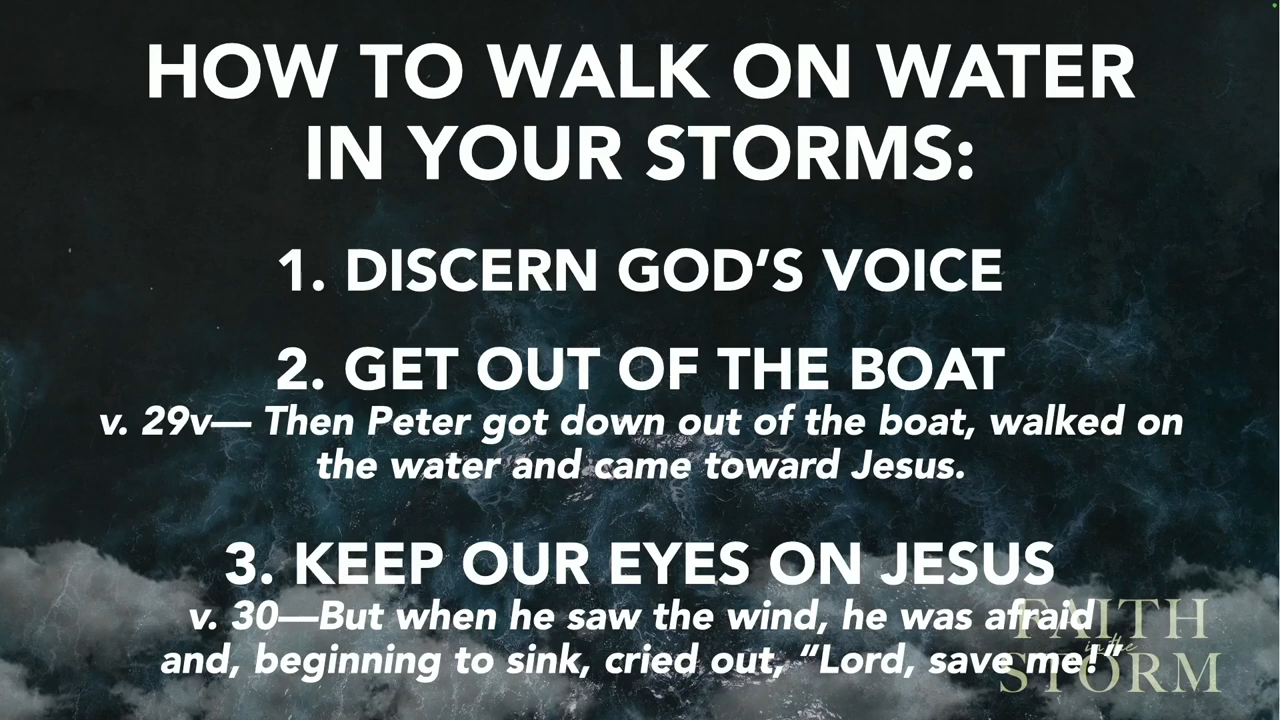 HOW TO WALK ON WATER
IN YOUR STORMS:
1. DISCERN GOD’S VOICE
2. GET OUT OF THE BOAT
v. 29v— Then Peter got down out of the boat, walked on
the water and came toward Jesus.
3. KEEP OUR EYES ON JESUS
v. 30—But when he saw the wind, he was afraid
and, beginning to sink, cried out, “Lord, save me!”
FAITH
in the
STORM